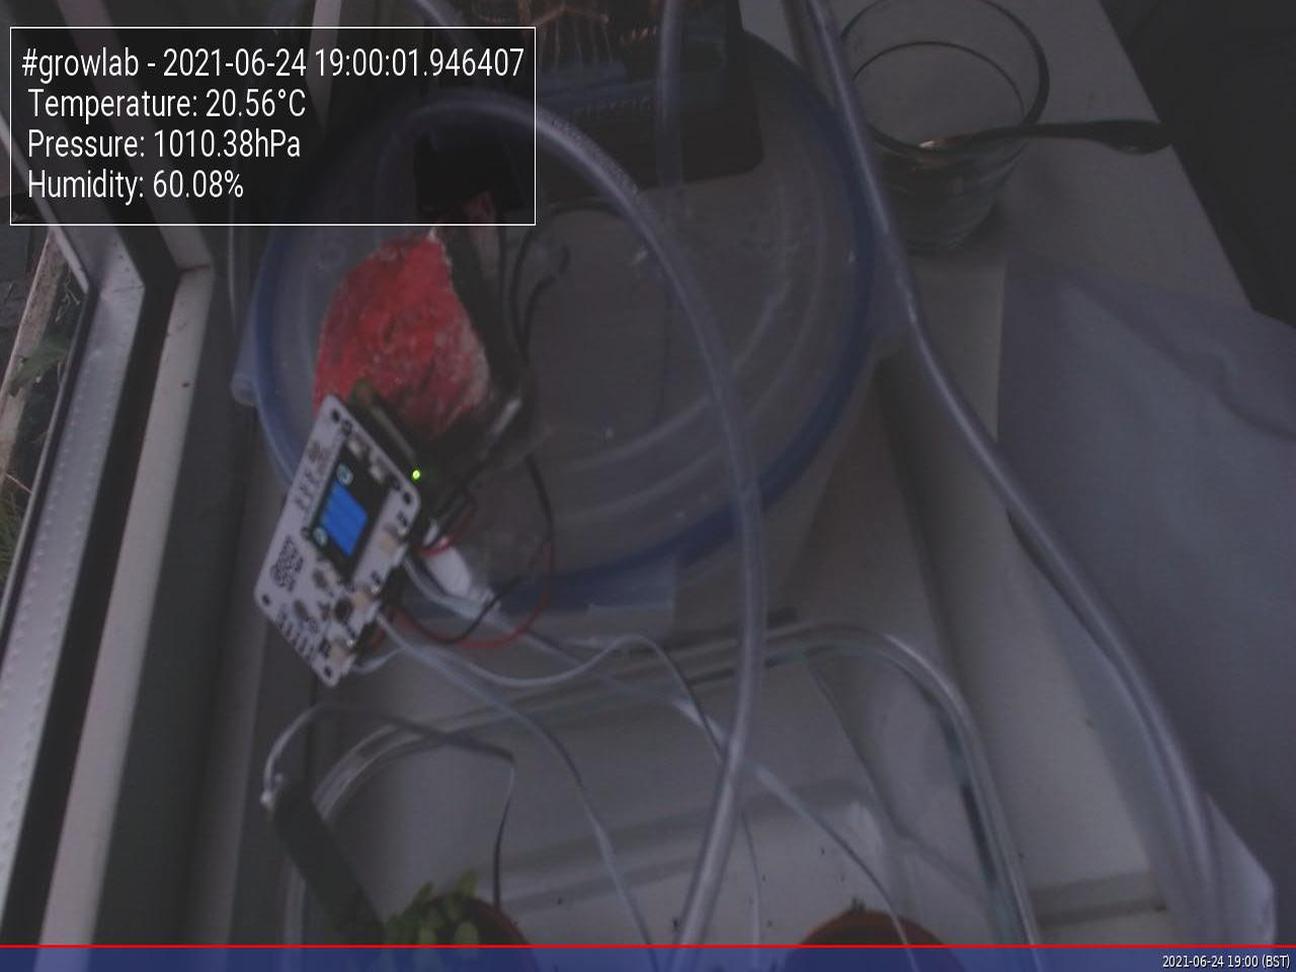 #growlab - 2021-06-24 19:00:01.946407
Temperature: 20.56°C
Pressure: 1010.38hPa
Humidity: 60.08%
2021-06-24 19:00 (BST)